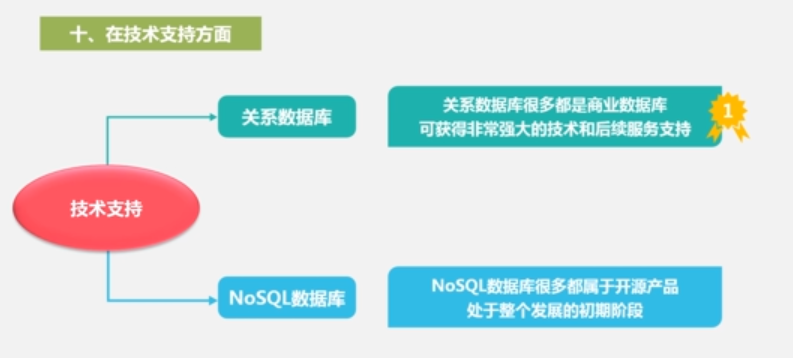 十、在技术支持方面
关系数据库
关系数据库很多都是商业数据库
可获得非常强大的技术和后续服务支持
1
技术支持
NoSQL数据库
NoSQL数据库很多都属于开源产品
处于整个发展的初期阶段